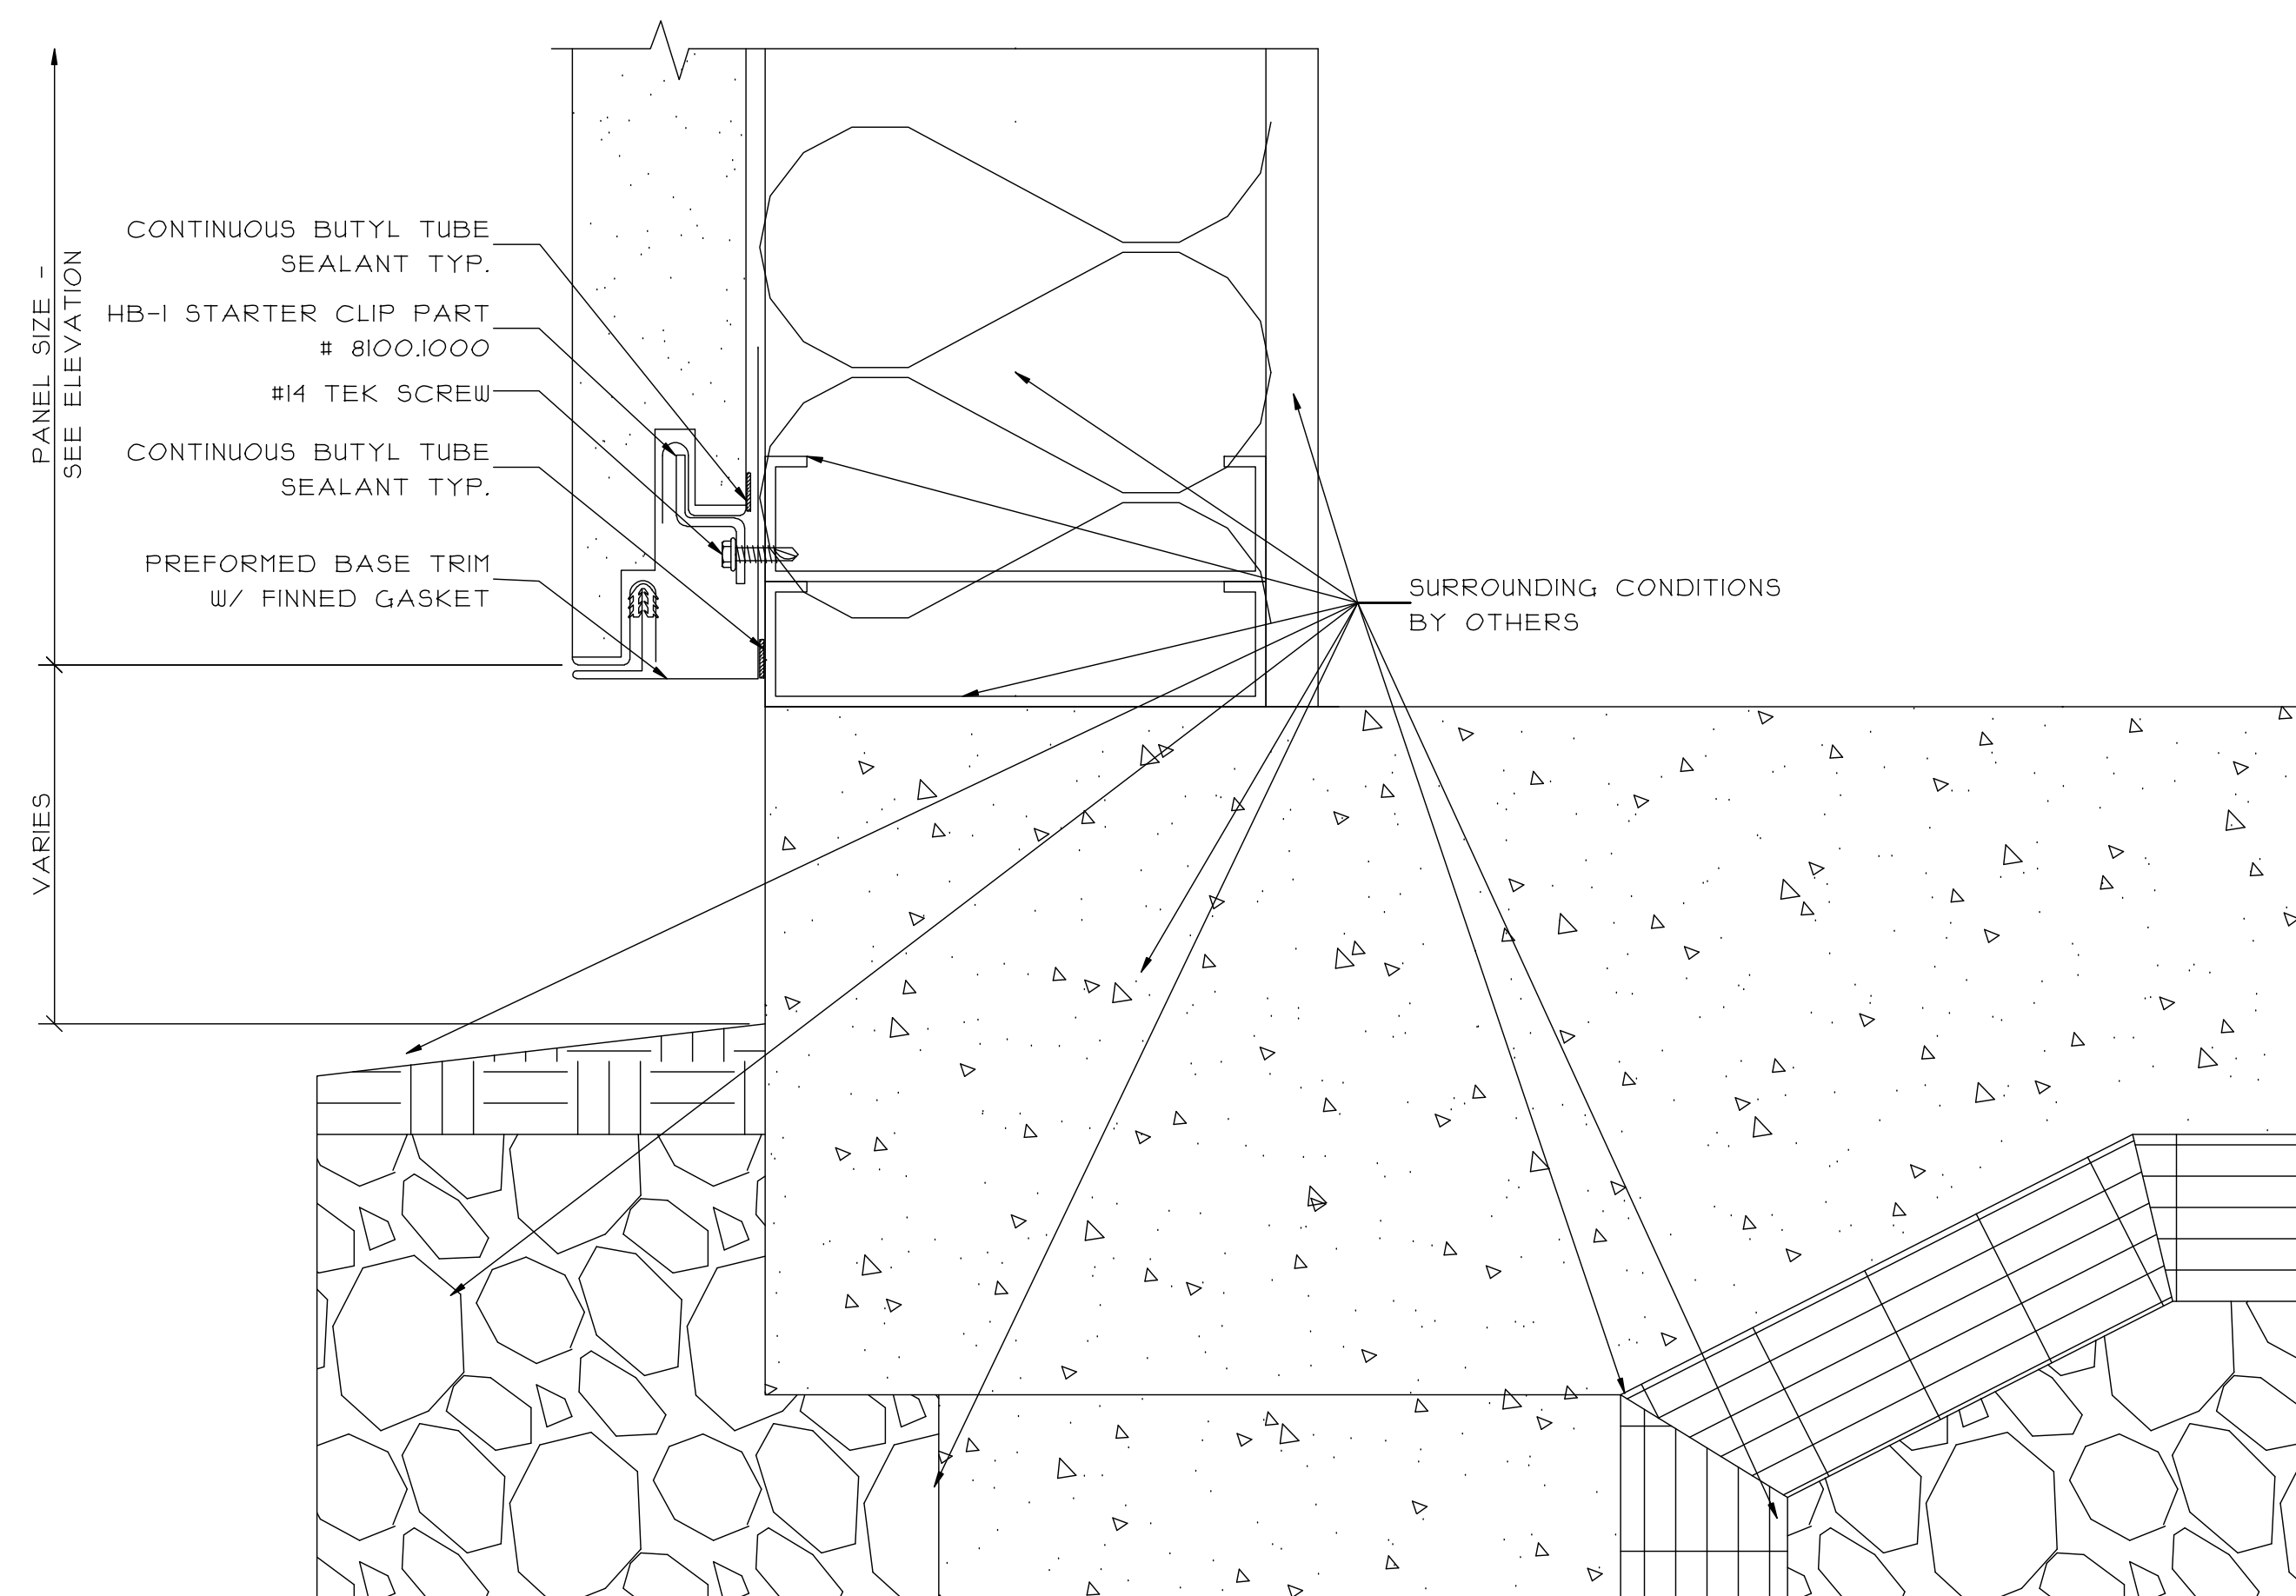 PANEL SIZE -
SEE ELEVATION
CONTINUOUS BUTYL TUBE
SEALANT TYP.
HB-1 STARTER CLIP PART
# 8100.1000
#14 TEK SCREW
CONTINUOUS BUTYL TUBE
SEALANT TYP.
PREFORMED BASE TRIM
W/ FINNED GASKET
SURROUNDING CONDITIONS
BY OTHERS
VARIES